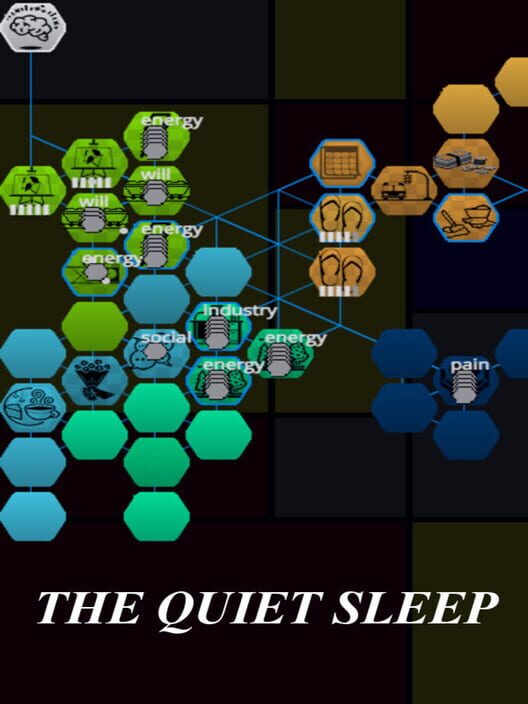 energy
will
will
energy
energy
industry
social
energy
energy
pain
THE QUIET SLEEP